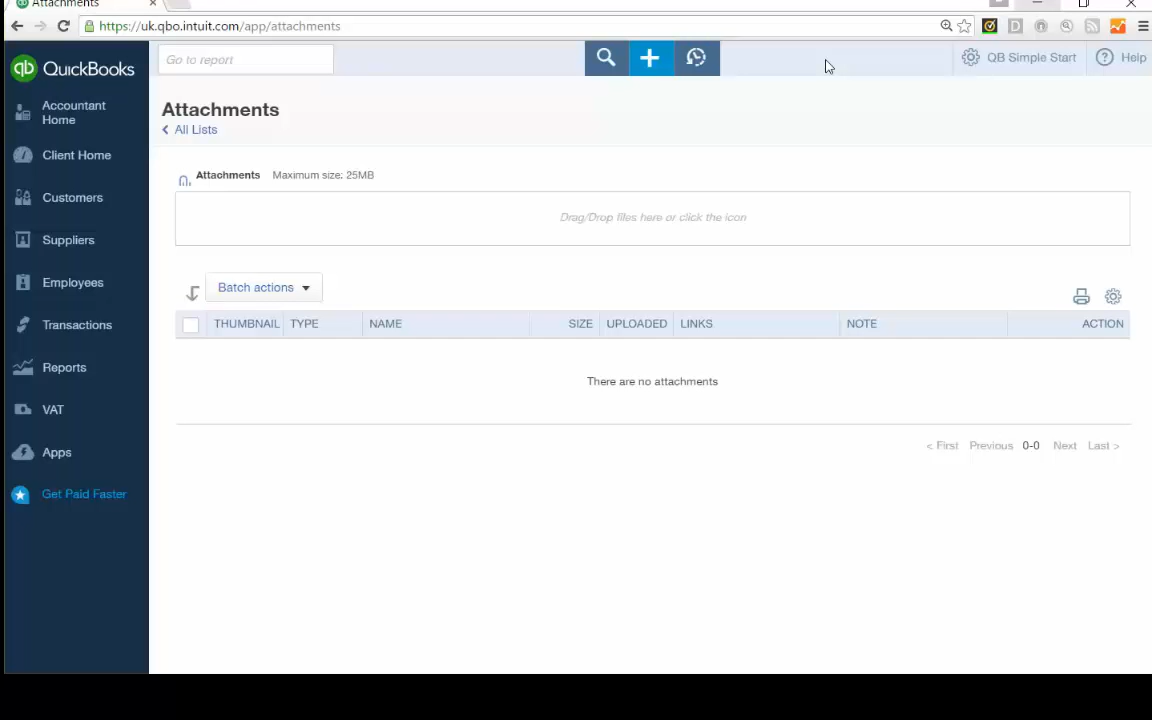 Attachments
https://uk.qbo.intuit.com/app/attachments
qb QuickBooks
Go to report
QB Simple Start
Help
Accountant
Home
Client Home
Customers
Suppliers
Employees
Transactions
Reports
VAT
Apps
Get Paid Faster
Attachments
All Lists
Attachments Maximum size: 25MB
Drag/Drop files here or click the icon
Batch actions
THUMBNAIL TYPE NAME SIZE UPLOADED LINKS NOTE ACTION
There are no attachments
< First Previous 0-0 Next Last >